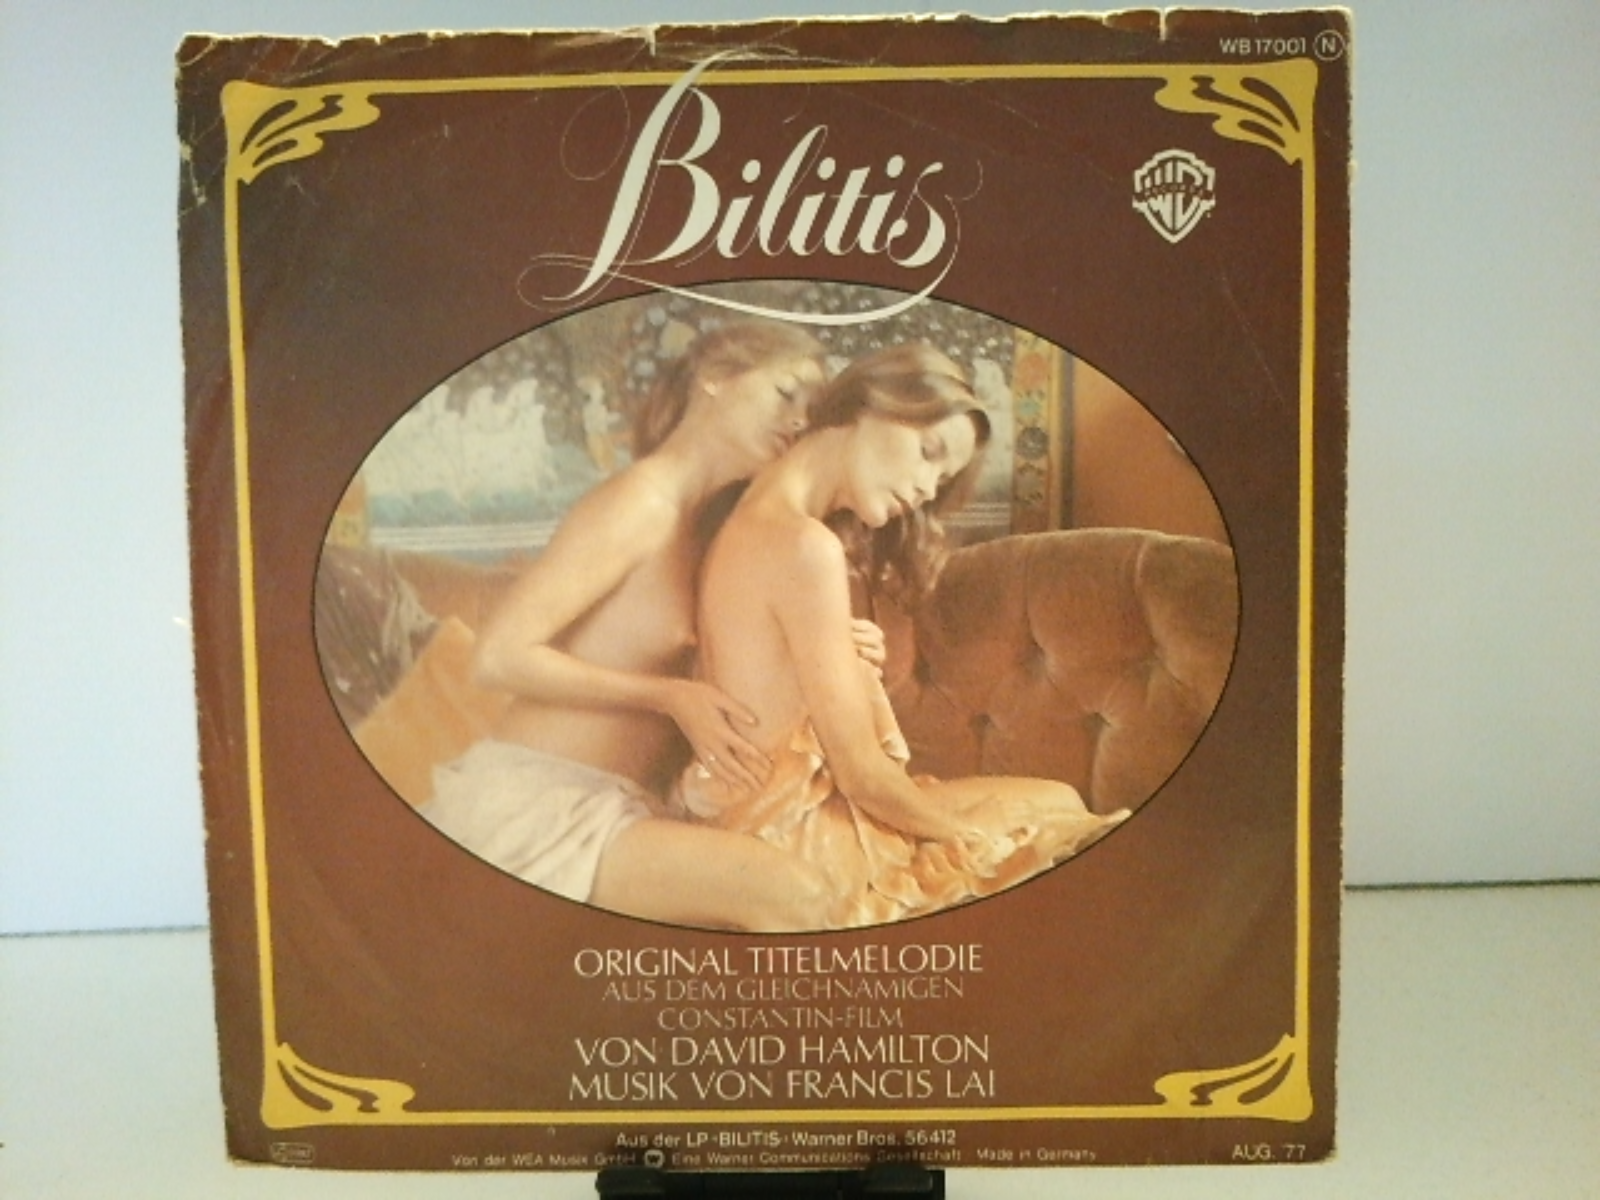 WB 17001 N
Bilitis
ORIGINAL TITELMELODIE
AUS DEM GLEICHNAMIGEN
CONSTANTIN-FILM
VON DAVID HAMILTON
MUSIK VON FRANCIS LAI
Aus der LP »BILITIS« Warner Bros. 56412
Von der WEA Musik GmbH Eine Warner Communications Gesellschaft Made in Germany
AUG. '77